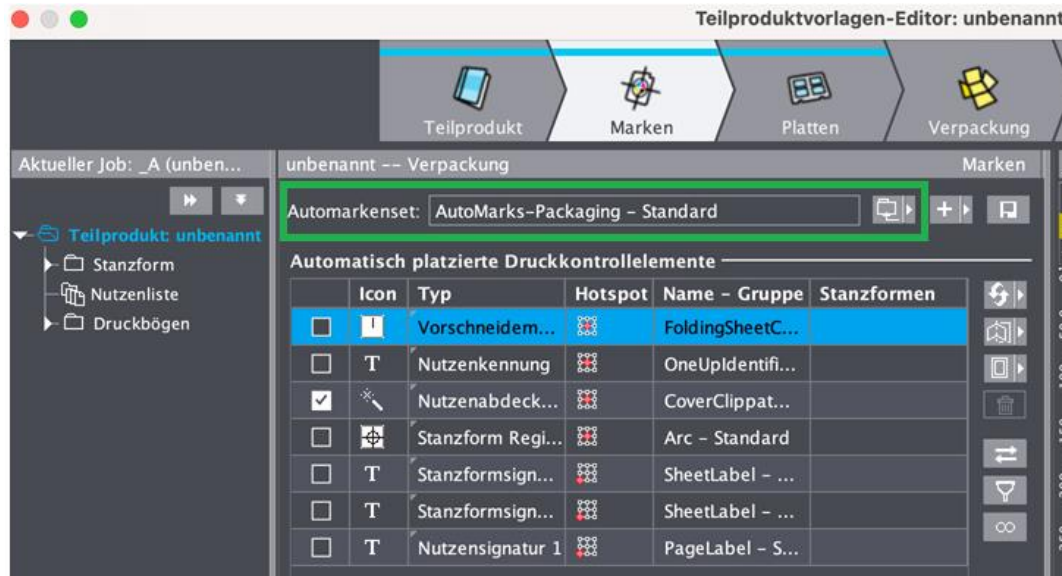 Teilproduktvorlagen-Editor: unbenannt
Teilprodukt
Marken
Platten
Verpackung
Aktueller Job: _A (unben...
unbenannt -- Verpackung
Marken
Automarkenset: AutoMarks-Packaging - Standard
Teilprodukt: unbenannt
Stanzform
Nutzenliste
Druckbögen
Automatisch platzierte Druckkontrollelemente
Icon Typ Hotspot Name - Gruppe Stanzformen
Vorschneidem... FoldingSheetC...
T Nutzenkennung OneUpIdentifi...
Nutzenabdeck... CoverClippat...
Stanzform Regi... Arc - Standard
T Stanzformsign... SheetLabel - ...
T Stanzformsign... SheetLabel - ...
T Nutzensignatur 1 PageLabel - S...